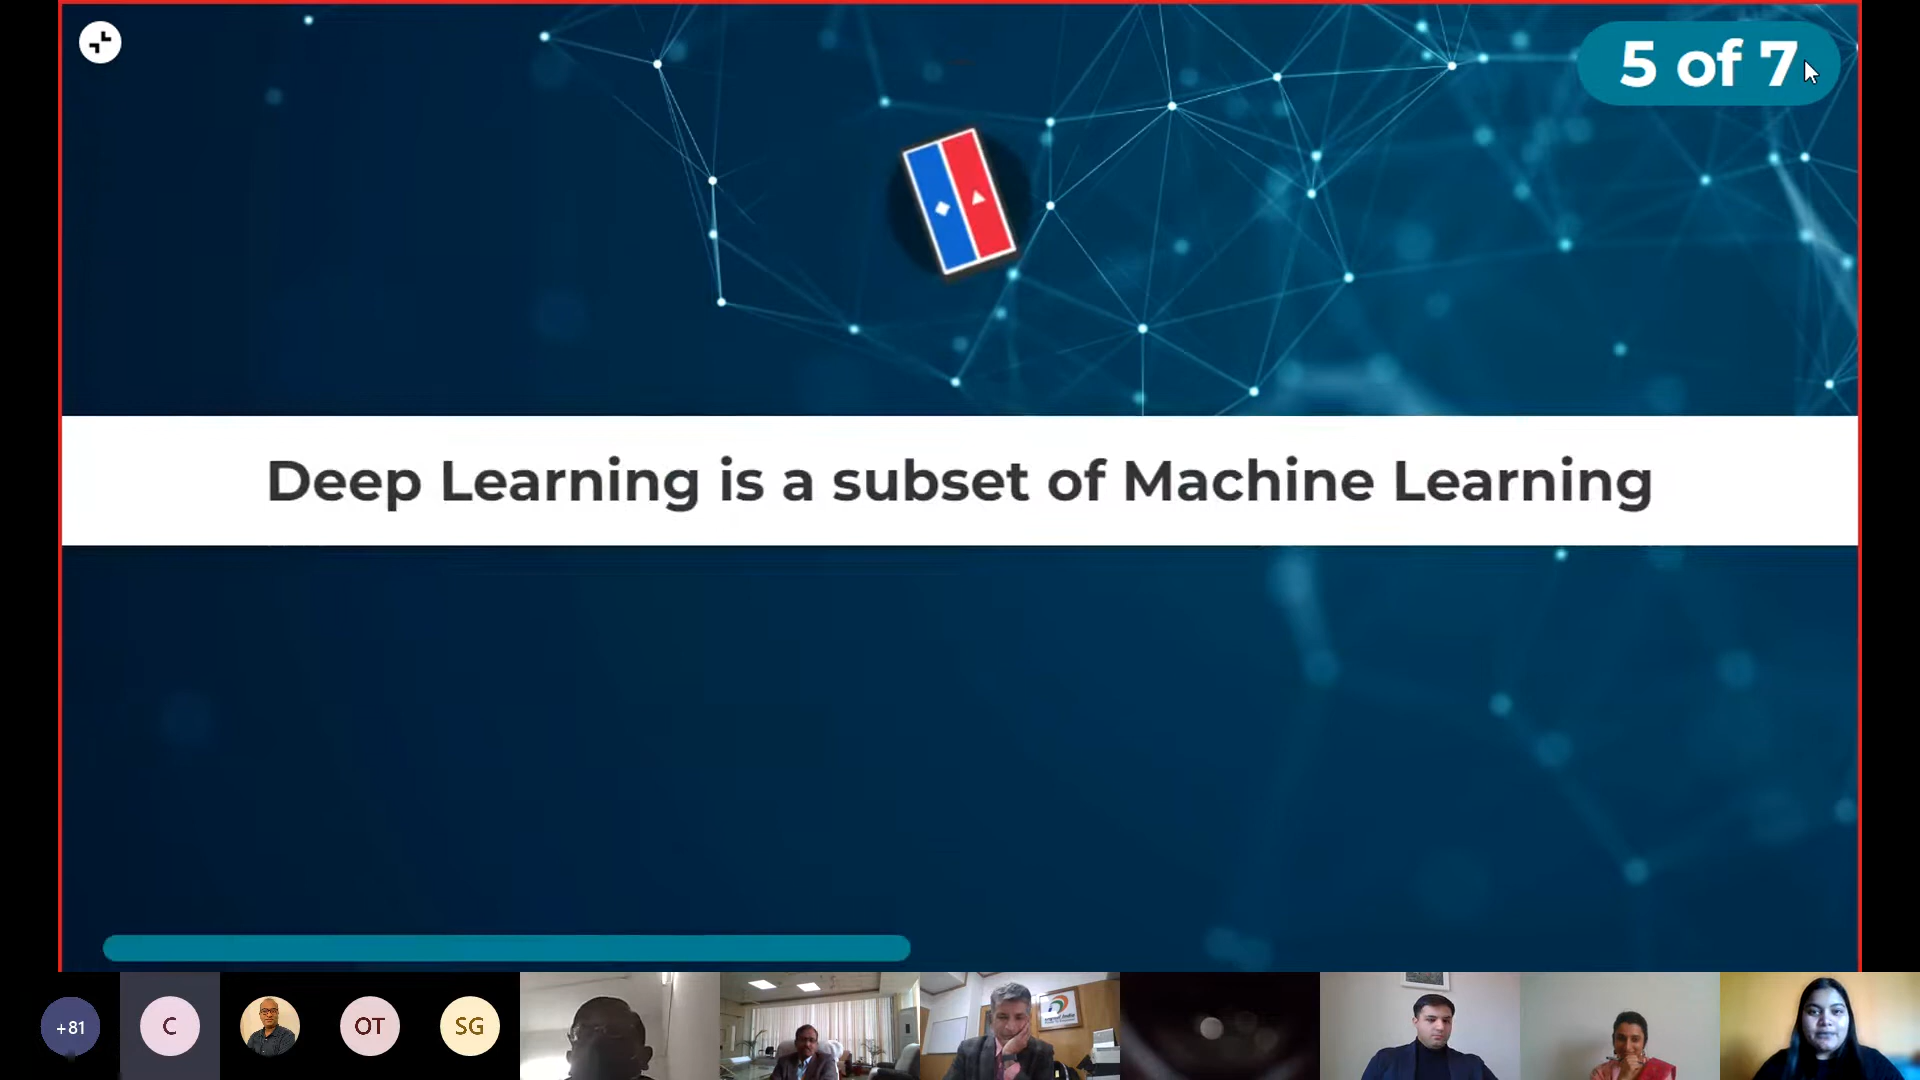 5 of 7
Deep Learning is a subset of Machine Learning
+81
C
OT
SG